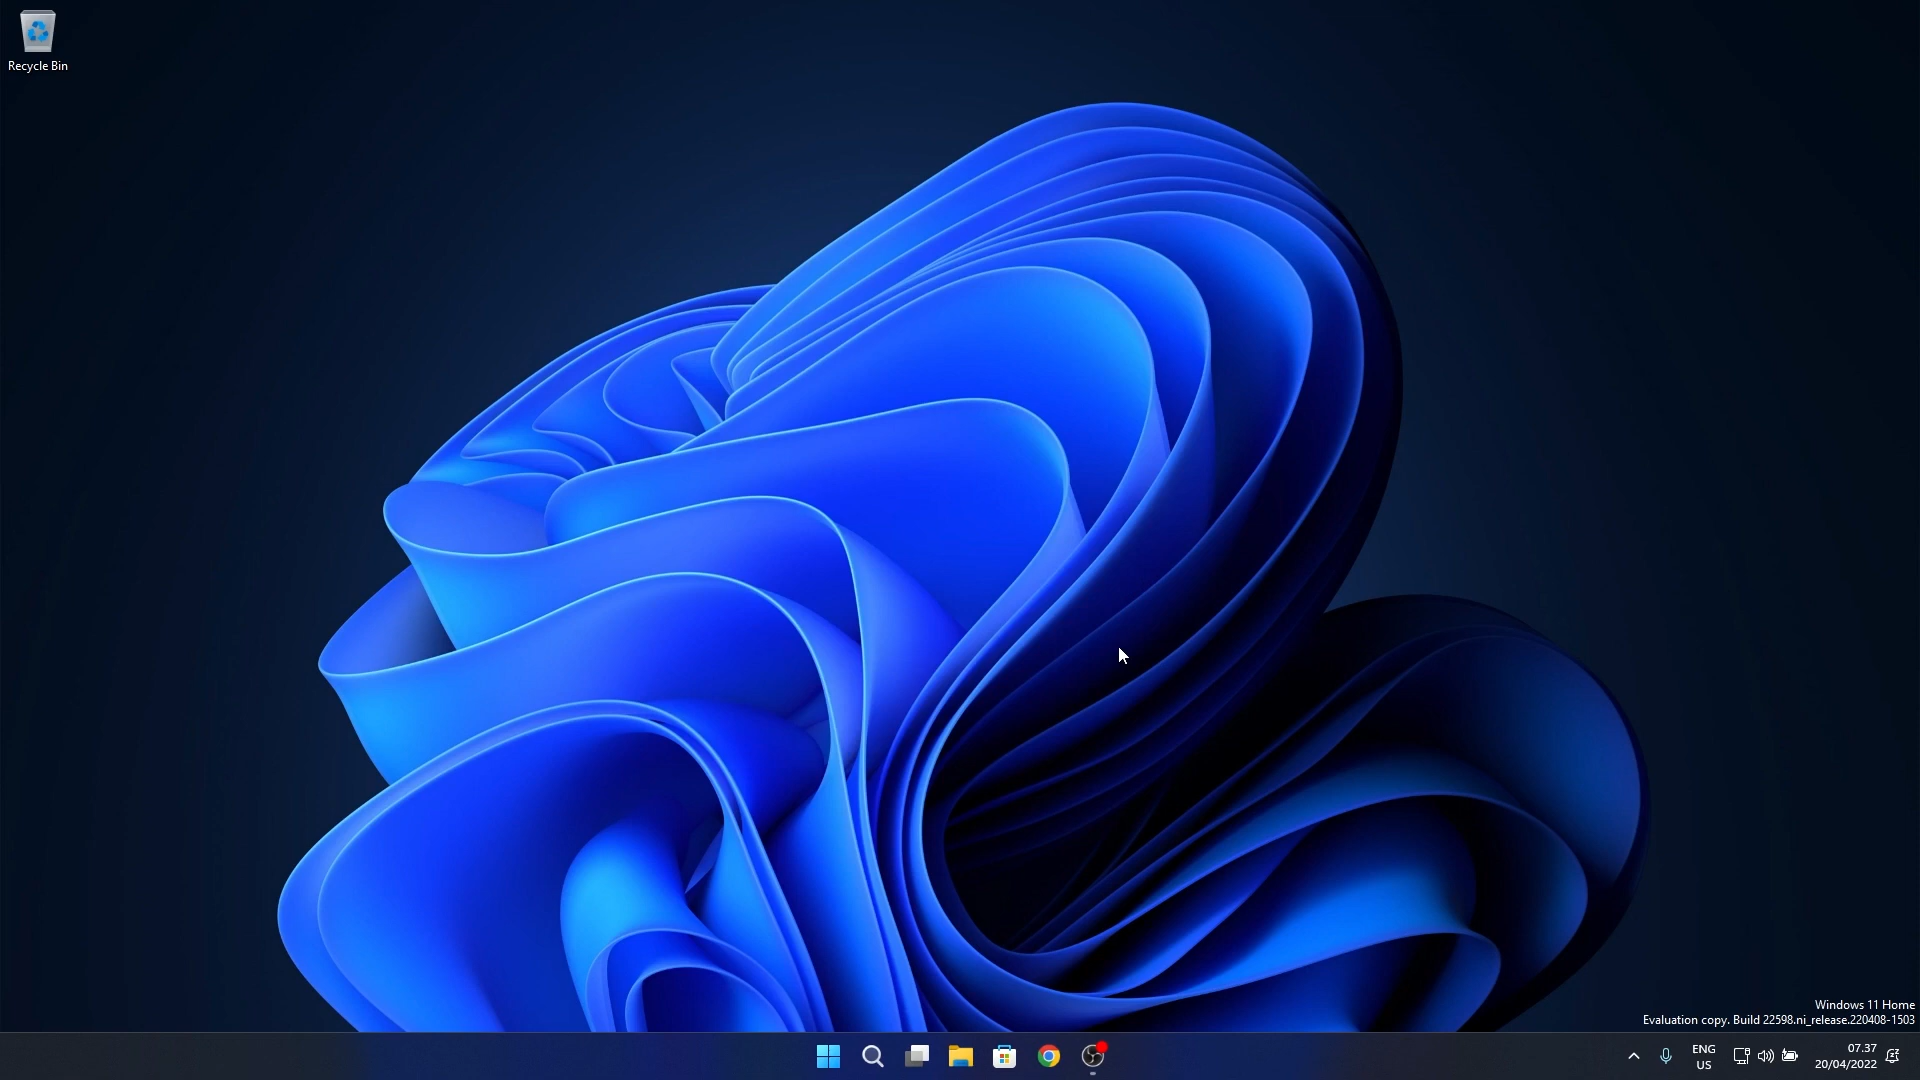 Recycle Bin
Windows 11 Home
Evaluation copy. Build 22598.ni_release.220408-1503
ENG
US
07.37
20/04/2022